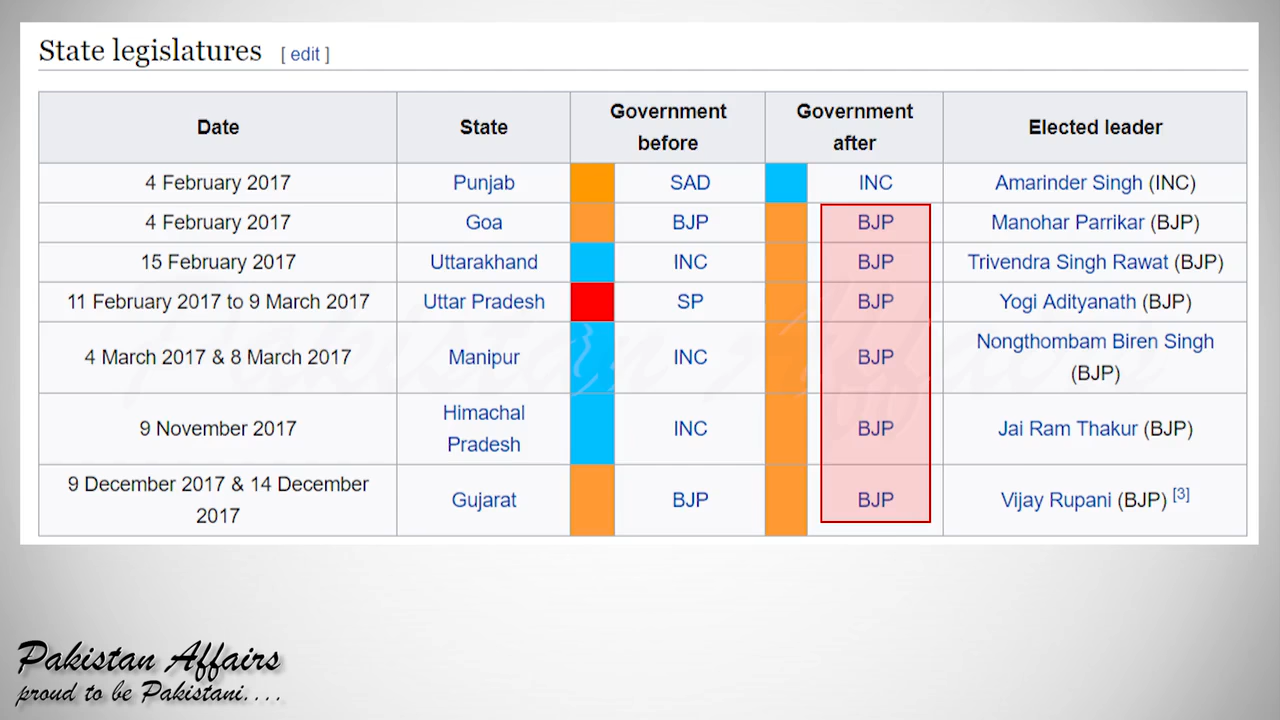 State legislatures [ edit ]
Date State Government before Government after Elected leader
4 February 2017 Punjab SAD INC Amarinder Singh (INC)
4 February 2017 Goa BJP BJP Manohar Parrikar (BJP)
15 February 2017 Uttarakhand INC BJP Trivendra Singh Rawat (BJP)
11 February 2017 to 9 March 2017 Uttar Pradesh SP BJP Yogi Adityanath (BJP)
4 March 2017 & 8 March 2017 Manipur INC BJP Nongthombam Biren Singh (BJP)
9 November 2017 Himachal Pradesh INC BJP Jai Ram Thakur (BJP)
9 December 2017 & 14 December 2017 Gujarat BJP BJP Vijay Rupani (BJP) [3]
Pakistan Affairs
Pakistan Affairs
proud to be Pakistani....